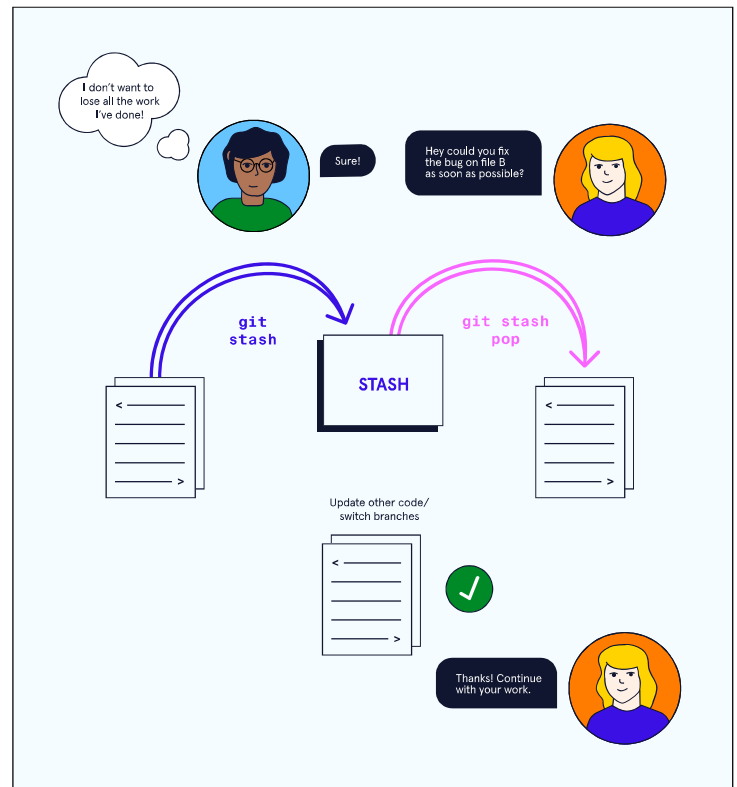 I don't want to
lose all the work
I've done!
Sure!
Hey could you fix
the bug on file B
as soon as possible?
git
stash
git stash
pop
STASH
<
>
<
>
Update other code/
switch branches
<
>
Thanks! Continue
with your work.